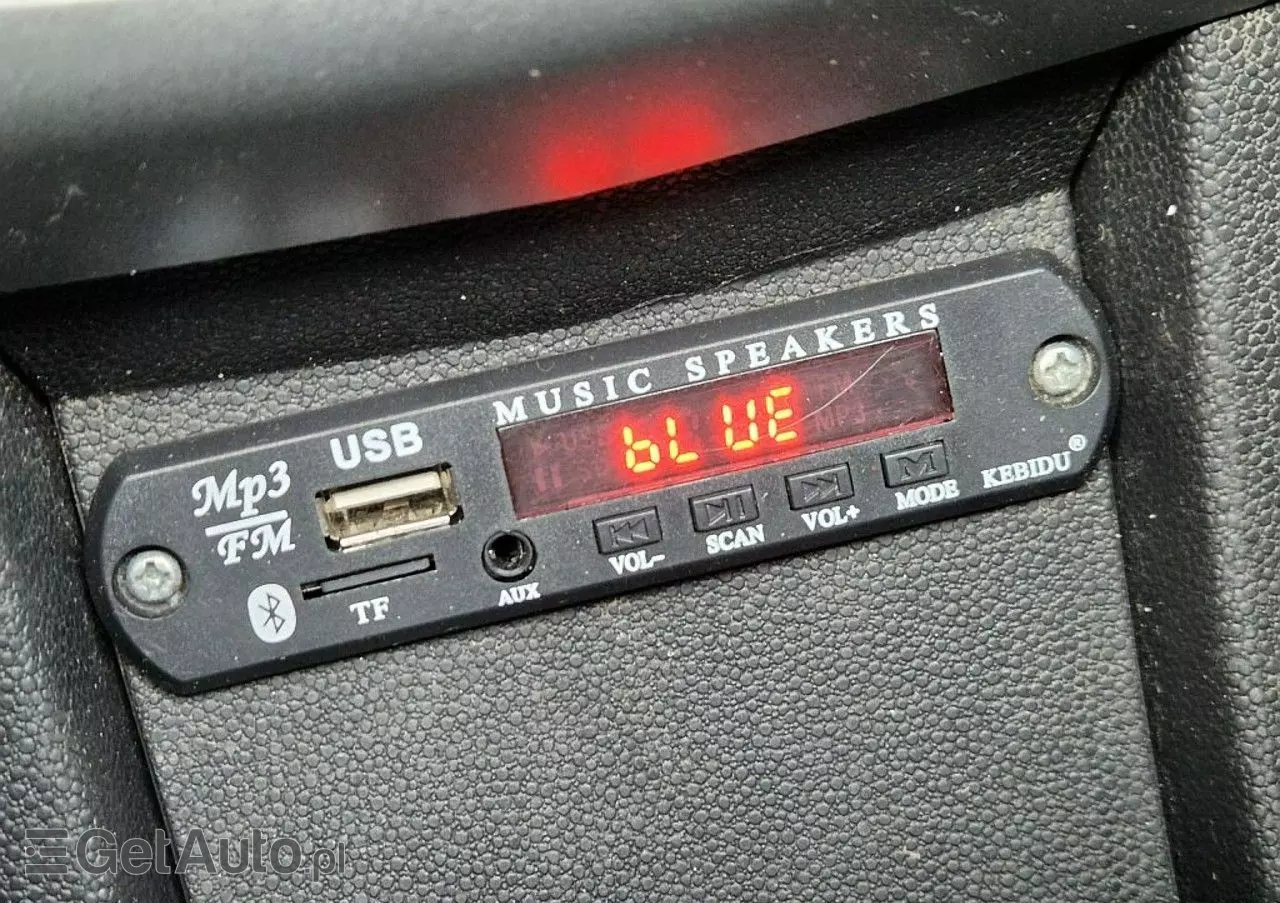 MUSIC SPEAKERS
bLUE
USB
Mp3
FM
TF
AUX
VOL-
SCAN
VOL+
M
MODE
KEBIDU®
GetAuto.pl